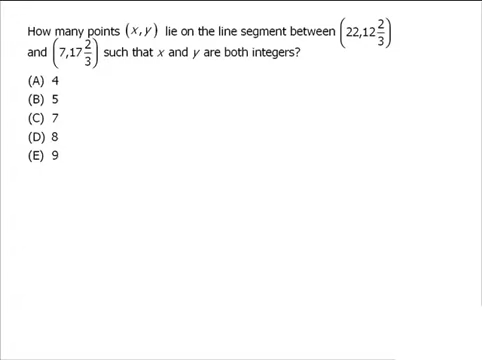 How many points (x, y) lie on the line segment between (22, 12 2/3)
and (7, 17 2/3) such that x and y are both integers?
(A) 4
(B) 5
(C) 7
(D) 8
(E) 9